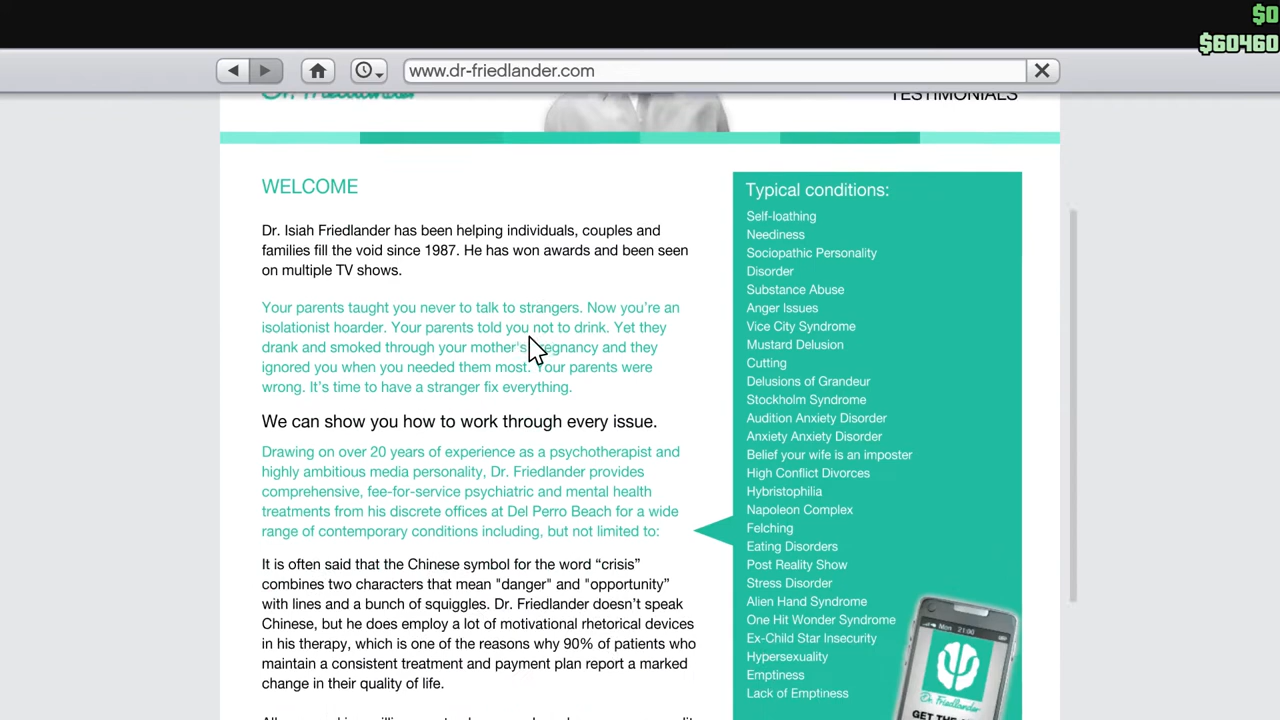 $0
$60460
www.dr-friedlander.com
Dr. Friedlander
TESTIMONIALS
WELCOME
Dr. Isiah Friedlander has been helping individuals, couples and
families fill the void since 1987. He has won awards and been seen
on multiple TV shows.
Your parents taught you never to talk to strangers. Now you're an
isolationist hoarder. Your parents told you not to drink. Yet they
drank and smoked through your mother's pregnancy and they
ignored you when you needed them most. Your parents were
wrong. It's time to have a stranger fix everything.
We can show you how to work through every issue.
Drawing on over 20 years of experience as a psychotherapist and
highly ambitious media personality, Dr. Friedlander provides
comprehensive, fee-for-service psychiatric and mental health
treatments from his discrete offices at Del Perro Beach for a wide
range of contemporary conditions including, but not limited to:
It is often said that the Chinese symbol for the word “crisis”
combines two characters that mean "danger" and "opportunity”
with lines and a bunch of squiggles. Dr. Friedlander doesn't speak
Chinese, but he does employ a lot of motivational rhetorical devices
in his therapy, which is one of the reasons why 90% of patients who
maintain a consistent treatment and payment plan report a marked
change in their quality of life.
Typical conditions:
Self-loathing
Neediness
Sociopathic Personality
Disorder
Substance Abuse
Anger Issues
Vice City Syndrome
Mustard Delusion
Cutting
Delusions of Grandeur
Stockholm Syndrome
Audition Anxiety Disorder
Anxiety Anxiety Disorder
Belief your wife is an imposter
High Conflict Divorces
Hybristophilia
Napoleon Complex
Felching
Eating Disorders
Post Reality Show
Stress Disorder
Alien Hand Syndrome
One Hit Wonder Syndrome
Ex-Child Star Insecurity
Hypersexuality
Emptiness
Lack of Emptiness
Mon 21:00
Dr. Friedlander
GET THE